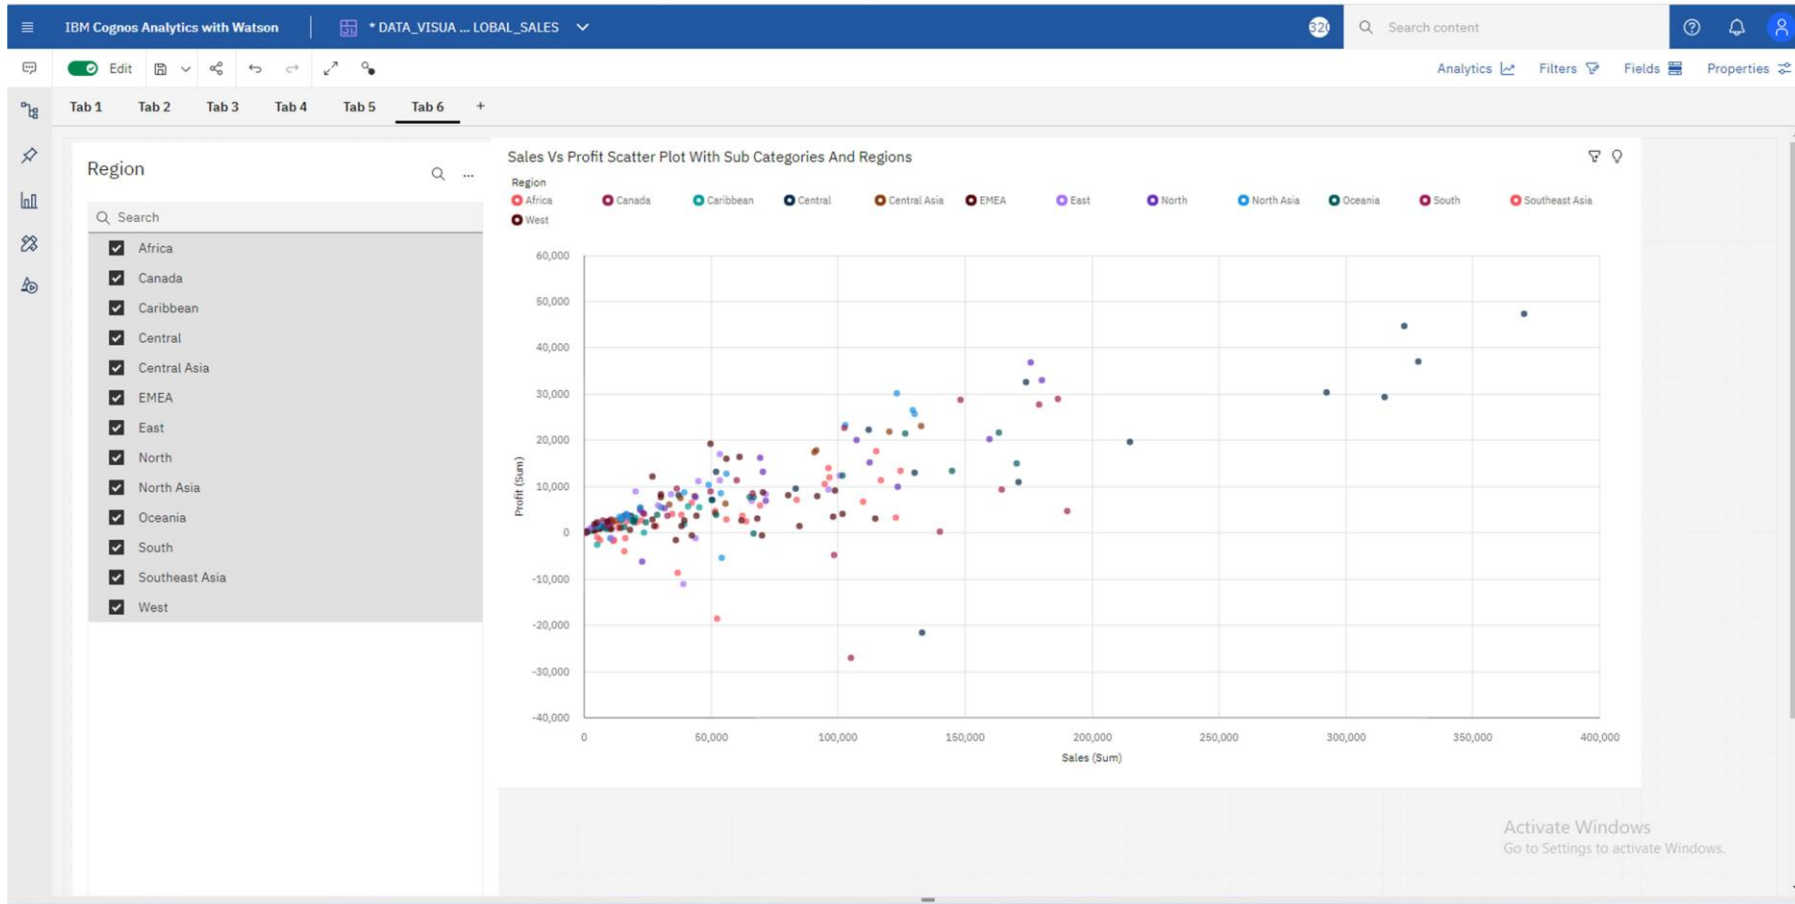 IBM Cognos Analytics with Watson
* DATA_VISUA ... LOBAL_SALES
Search content
Edit
Analytics
Filters
Fields
Properties
Tab 1
Tab 2
Tab 3
Tab 4
Tab 5
Tab 6
+
Region
...
Search
Africa
Canada
Caribbean
Central
Central Asia
EMEA
East
North
North Asia
Oceania
South
Southeast Asia
West
Sales Vs Profit Scatter Plot With Sub Categories And Regions
Region
Africa Canada Caribbean Central Central Asia EMEA East North North Asia Oceania South Southeast Asia
West
Profit (Sum)
60,000
50,000
40,000
30,000
20,000
10,000
0
-10,000
-20,000
-30,000
-40,000
0 50,000 100,000 150,000 200,000 250,000 300,000 350,000 400,000
Sales (Sum)
Activate Windows
Go to Settings to activate Windows.